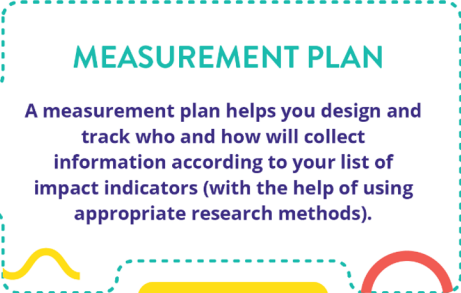 MEASUREMENT PLAN
A measurement plan helps you design and
track who and how will collect
information according to your list of
impact indicators (with the help of using
appropriate research methods).